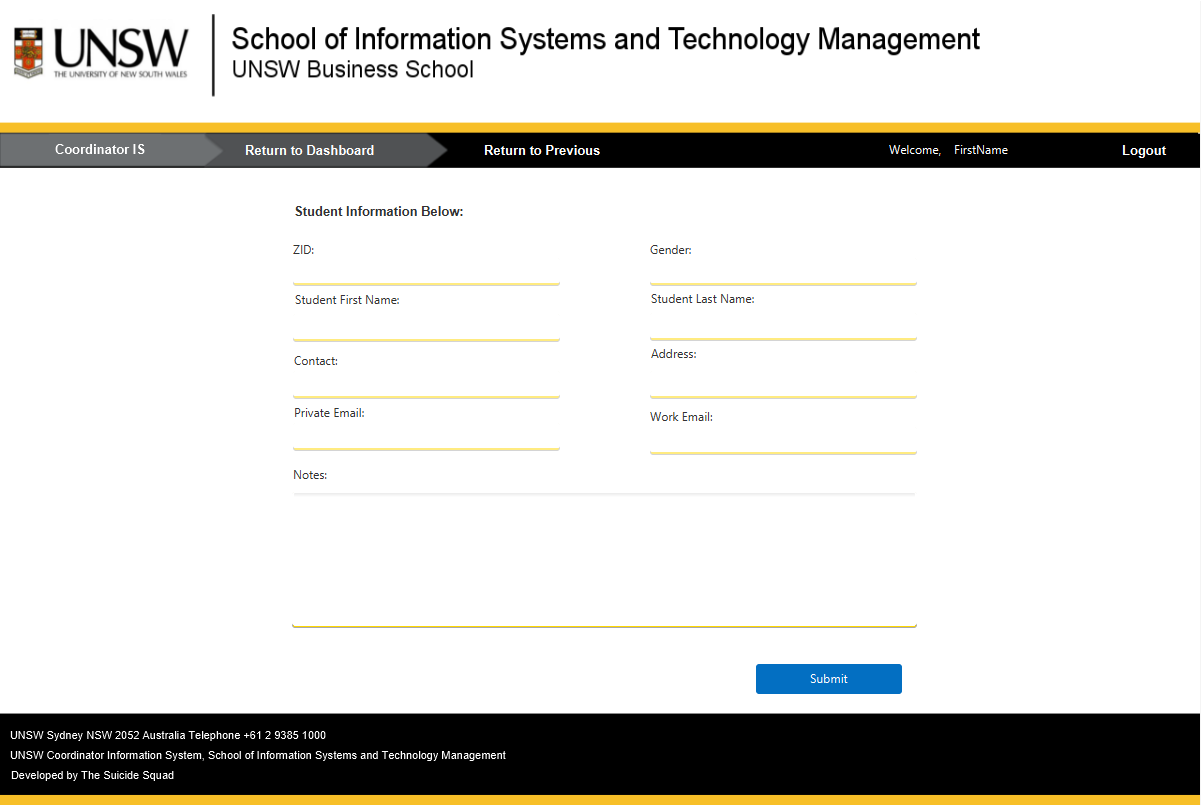 UNSW
THE UNIVERSITY OF NEW SOUTH WALES
School of Information Systems and Technology Management
UNSW Business School
Coordinator IS
Return to Dashboard
Return to Previous
Welcome, FirstName
Logout
Student Information Below:
ZID:
Gender:
Student First Name:
Student Last Name:
Contact:
Address:
Private Email:
Work Email:
Notes:
Submit
UNSW Sydney NSW 2052 Australia Telephone +61 2 9385 1000
UNSW Coordinator Information System, School of Information Systems and Technology Management
Developed by The Suicide Squad